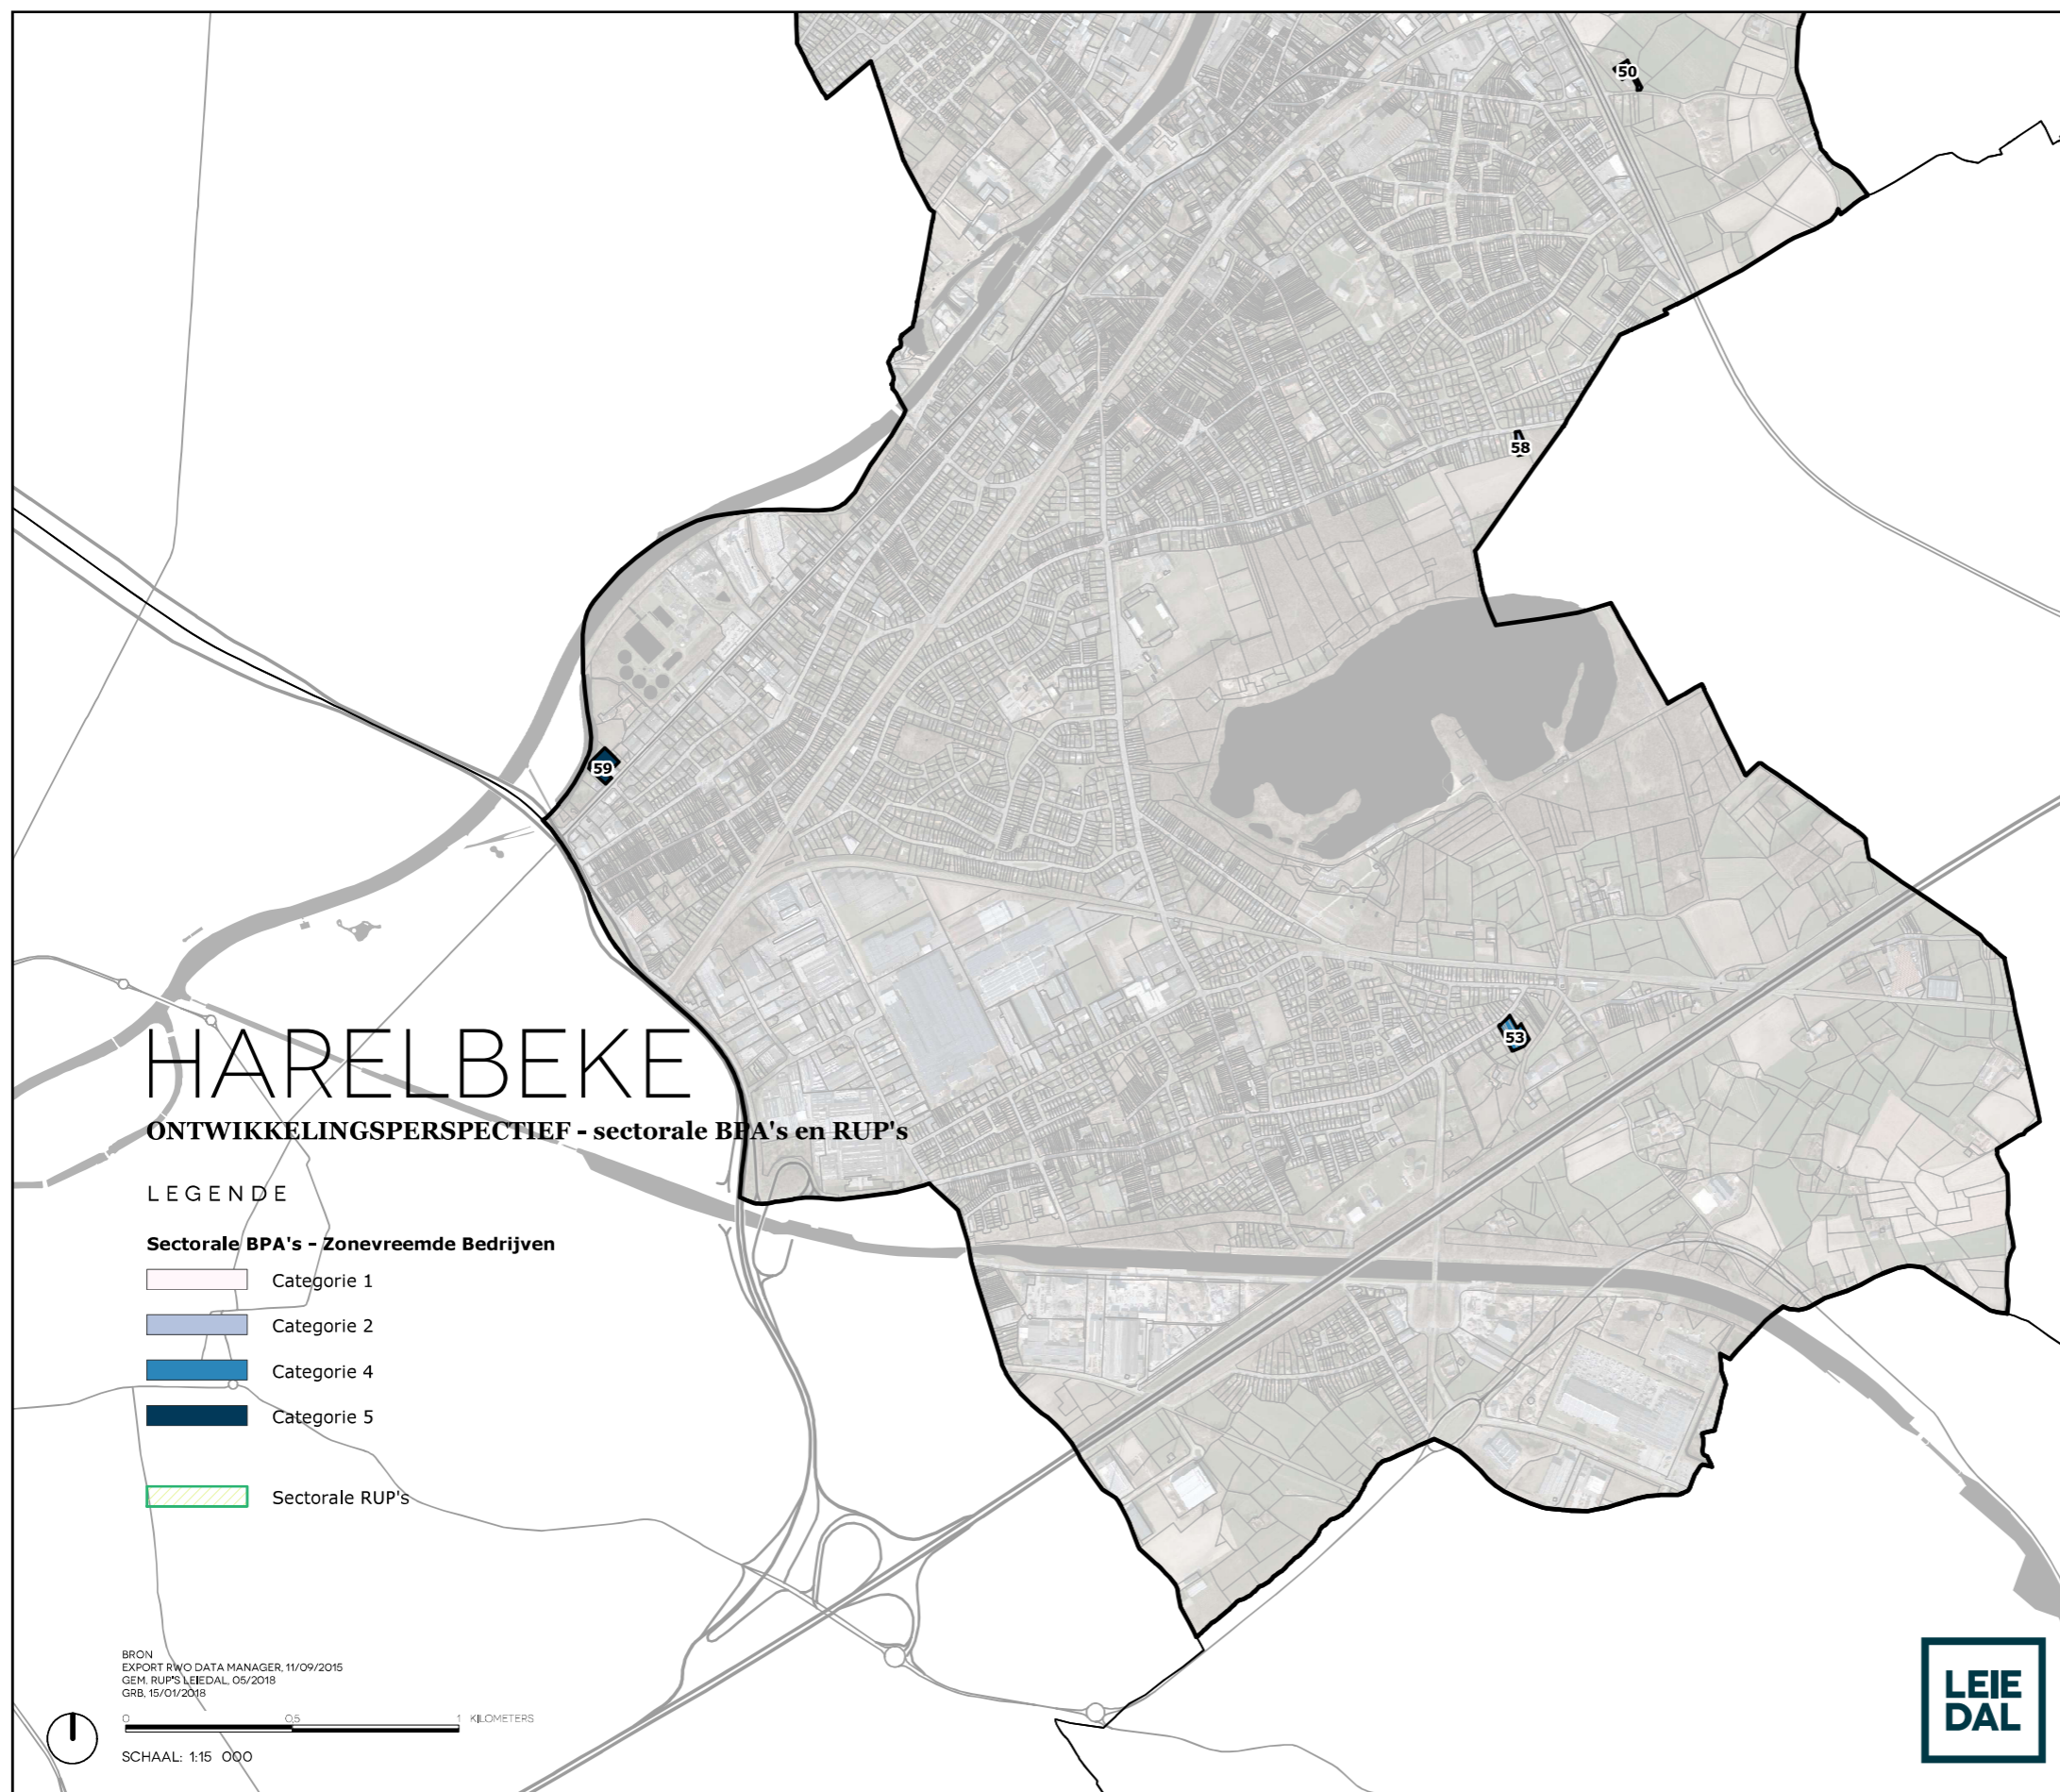 50
58
59
53
HARELBEKE
ONTWIKKELINGSPERSPECTIEF - sectorale BPA's en RUP's
LEGENDE
Sectorale BPA's - Zonevreemde Bedrijven
Categorie 1
Categorie 2
Categorie 4
Categorie 5
Sectorale RUP's
BRON
EXPORT RWO DATA MANAGER, 11/09/2015
GEM. RUP'S LEIEDAL, 05/2018
GRB, 15/01/2018
0 0,5 1 KILOMETERS
SCHAAL: 1:15 000
LEIE
DAL